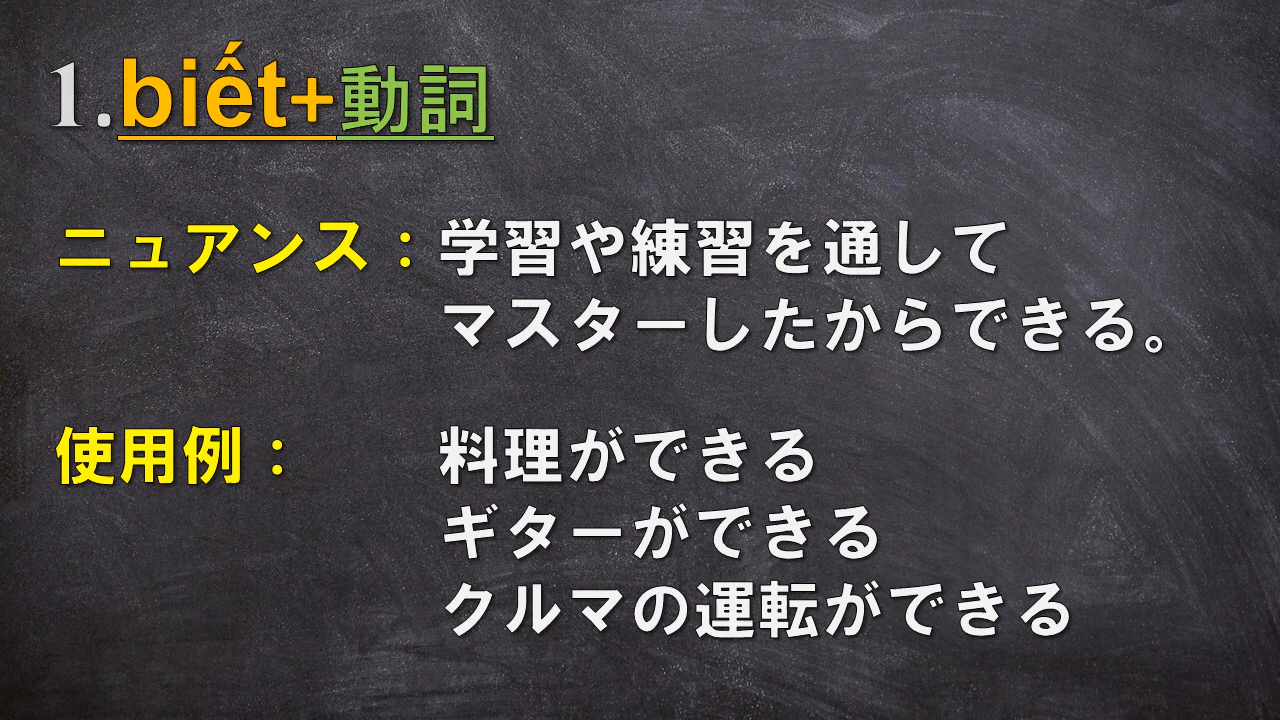 1.biết+動詞
ニュアンス：学習や練習を通して
マスターしたからできる。
使用例：料理ができる
ギターができる
クルマの運転ができる